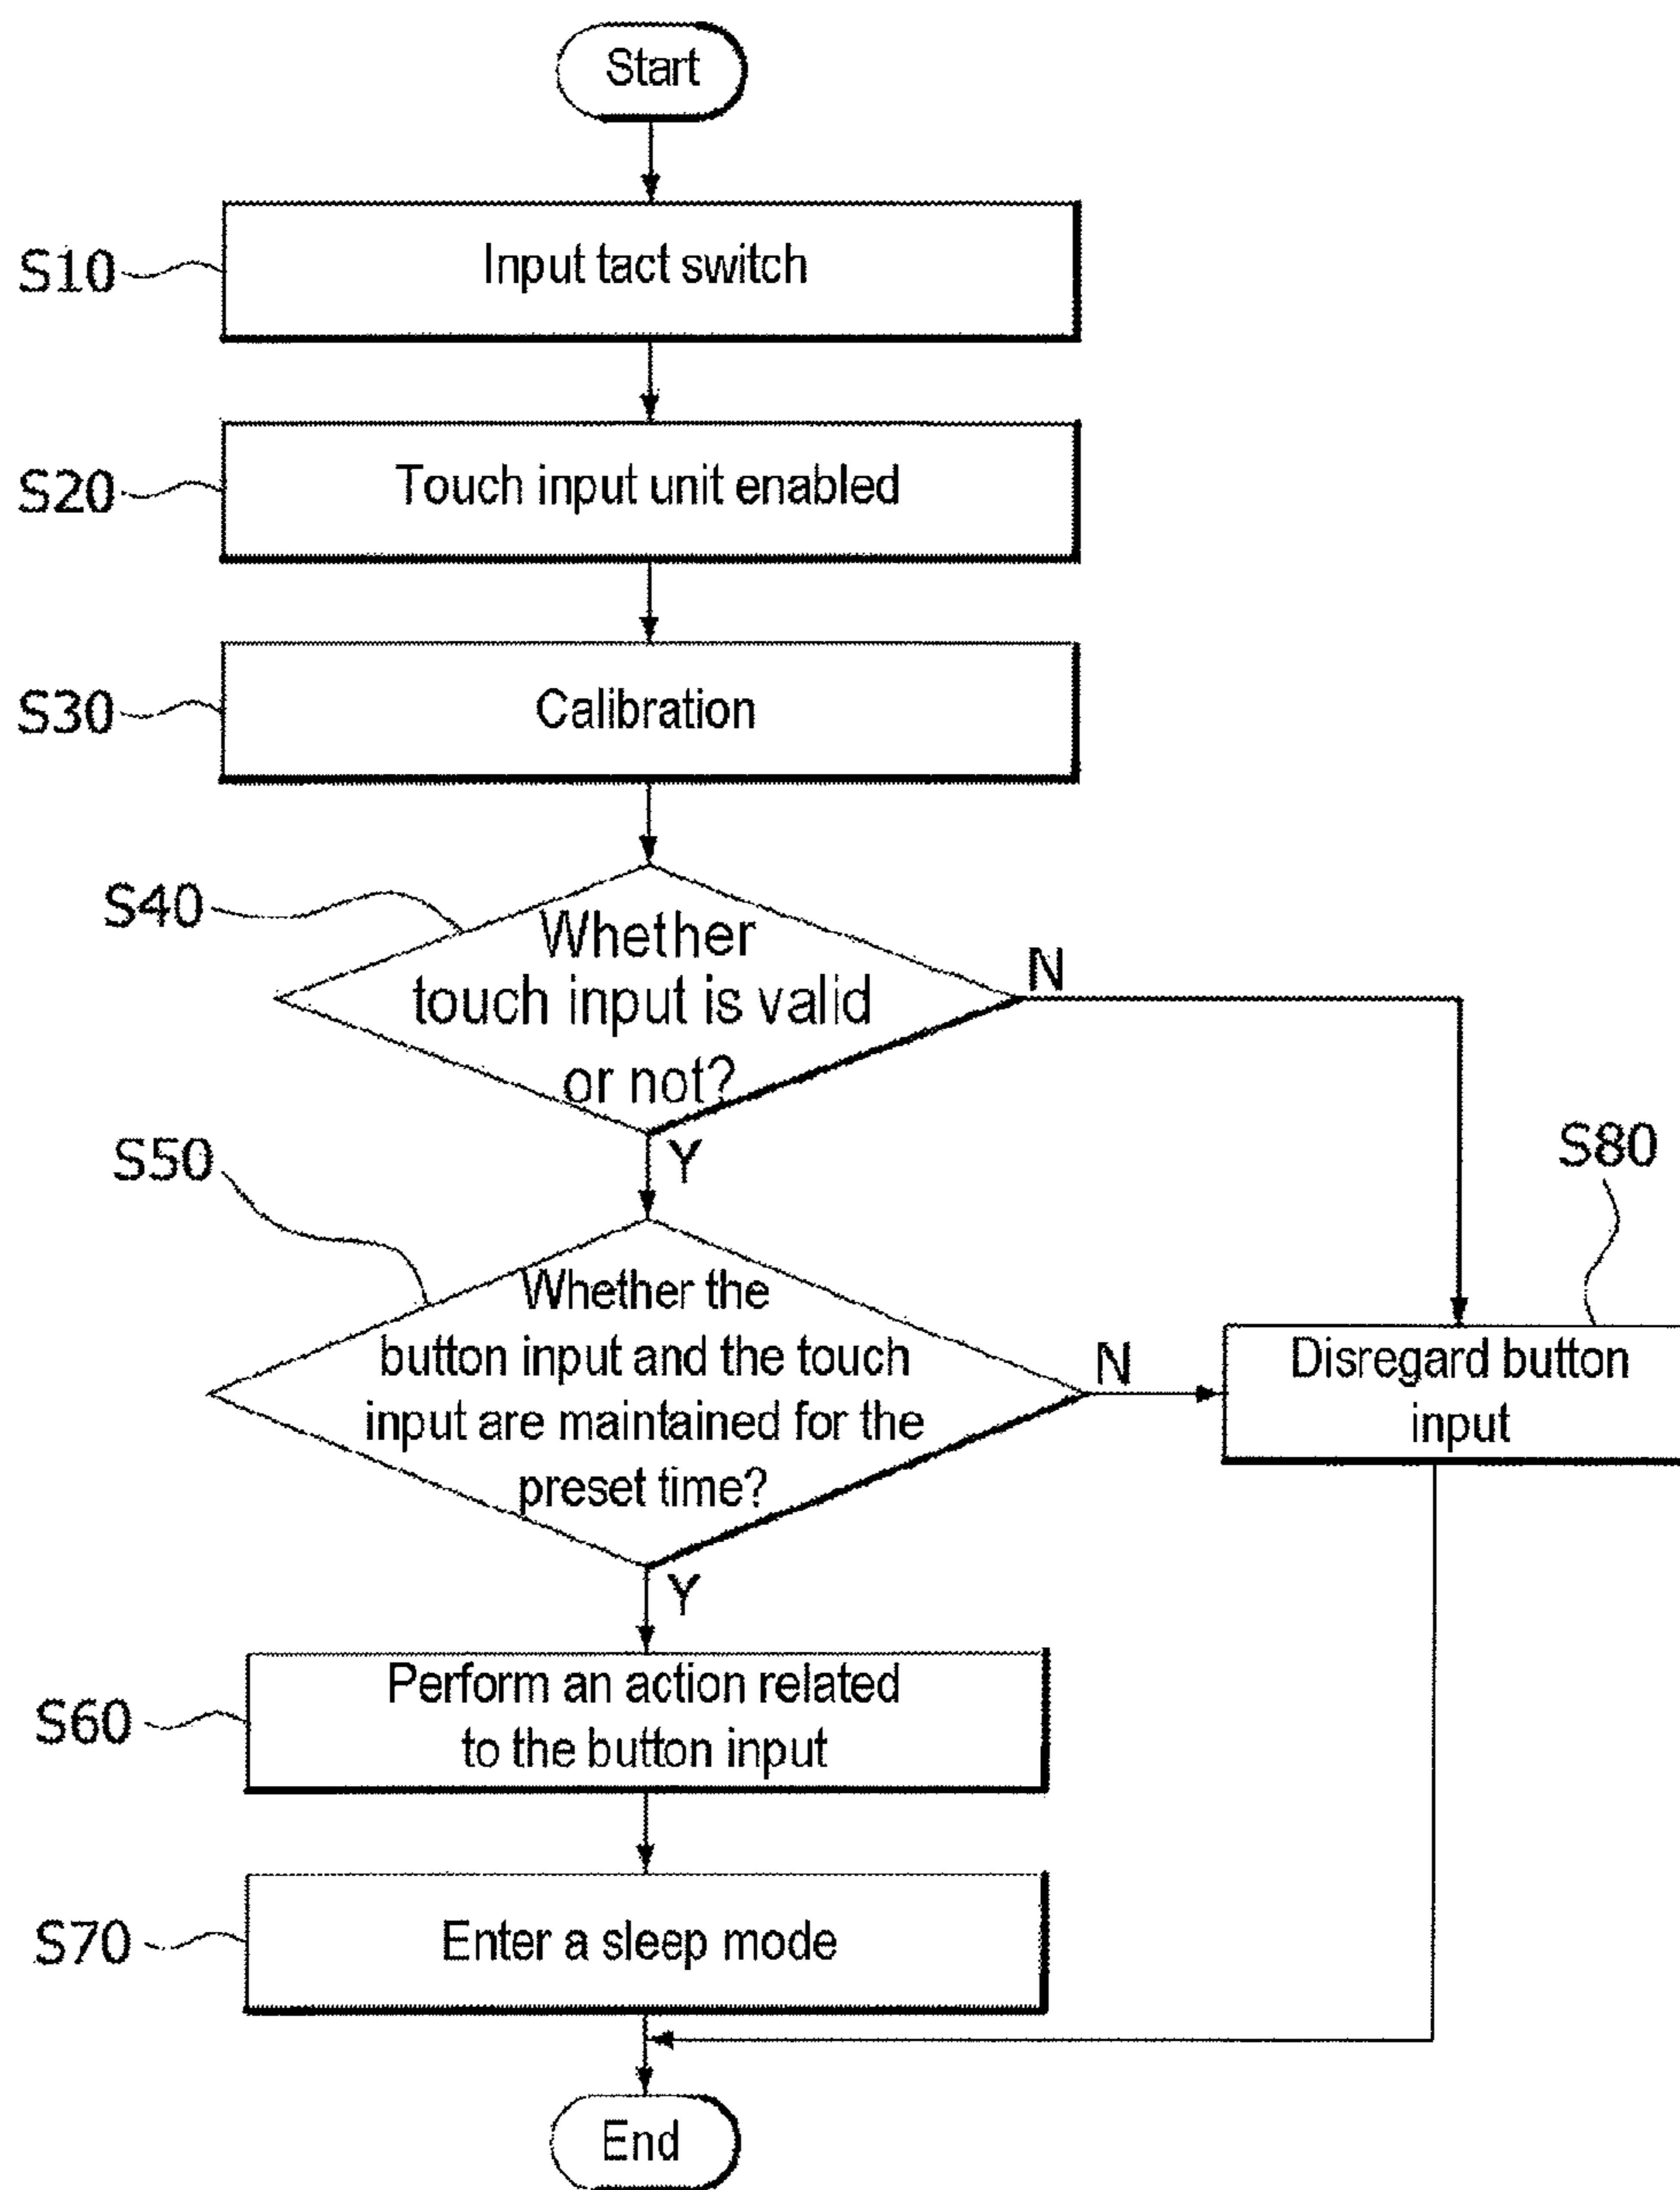 Start
S10
Input tact switch
S20
Touch input unit enabled
S30
Calibration
S40
Whether
touch input is valid
or not?
N
Y
S50
Whether the
button input and the touch
input are maintained for the
preset time?
N
Y
S80
Disregard button
input
S60
Perform an action related
to the button input
S70
Enter a sleep mode
End